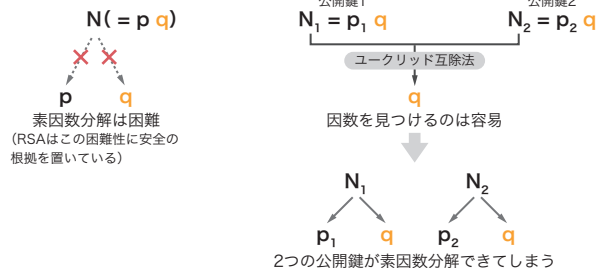 N( = p q)
p q
素因数分解は困難
(RSAはこの困難性に安全の
根拠を置いている)
公開鍵1 公開鍵2
N1 = p1 q N2 = p2 q
ユークリッド互除法
q
因数を見つけるのは容易
N1 N2
p1 q p2 q
2つの公開鍵が素因数分解できてしまう